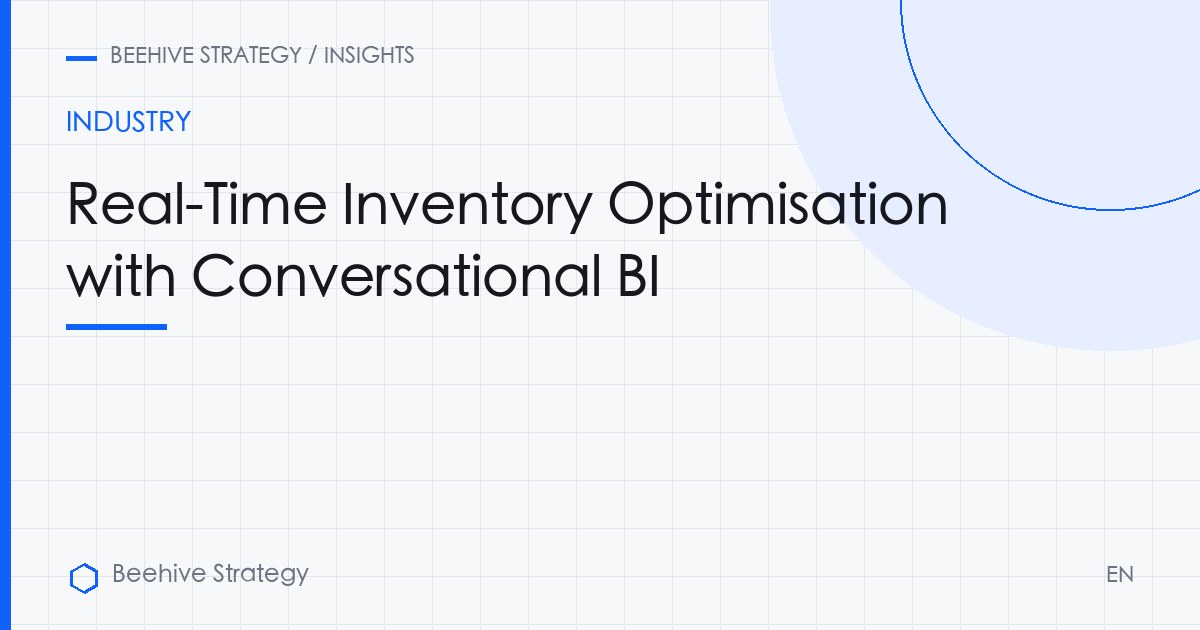 BEEHIVE STRATEGY / INSIGHTS
INDUSTRY
Real-Time Inventory Optimisation
with Conversational BI
Beehive Strategy
EN